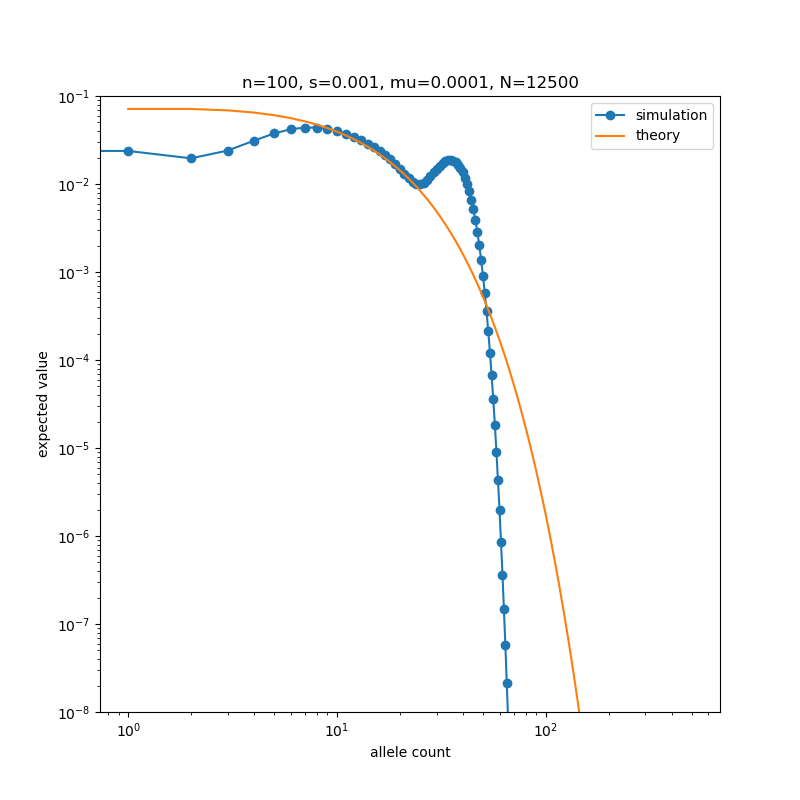 n=100, s=0.001, mu=0.0001, N=12500
simulation
theory
10⁻¹
10⁻²
10⁻³
10⁻⁴
10⁻⁵
10⁻⁶
10⁻⁷
10⁻⁸
expected value
10⁰
10¹
10²
allele count